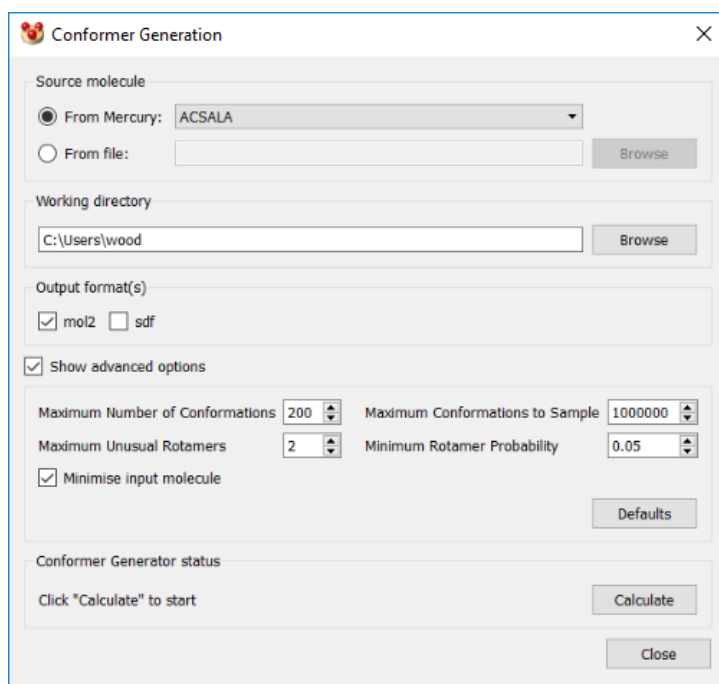 Conformer Generation
Source molecule
From Mercury: ACSALA
From file: Browse
Working directory
C:\Users\wood Browse
Output format(s)
mol2 sdf
Show advanced options
Maximum Number of Conformations 200 Maximum Conformations to Sample 1000000
Maximum Unusual Rotamers 2 Minimum Rotamer Probability 0.05
Minimise input molecule
Defaults
Conformer Generator status
Click "Calculate" to start Calculate
Close